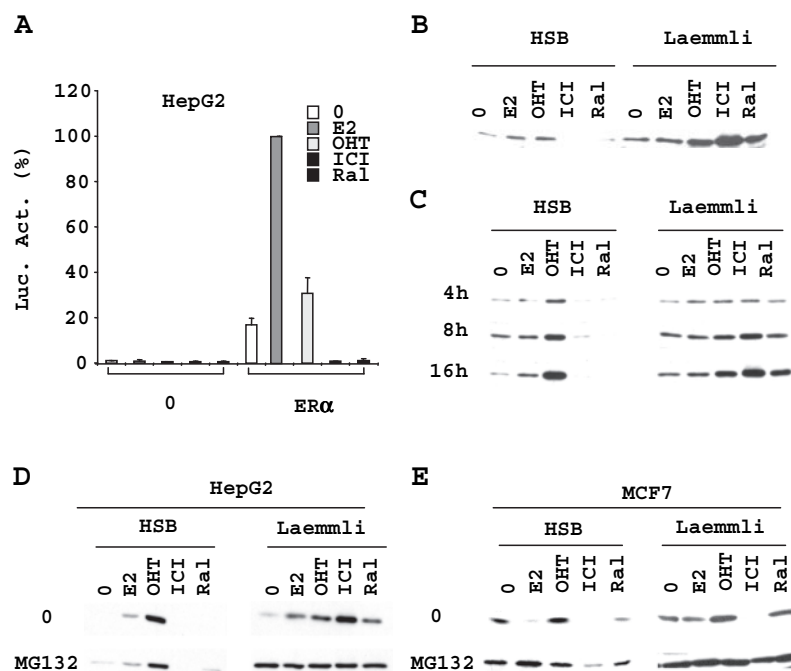 A
HepG2
Luc. Act. (%)
120
100
80
60
40
20
0
0
E2
OHT
ICI
Ral
0
ERα
B
HSB
Laemmli
0
E2
OHT
ICI
Ral
0
E2
OHT
ICI
Ral
C
HSB
Laemmli
0
E2
OHT
ICI
Ral
0
E2
OHT
ICI
Ral
4h
8h
16h
D
HepG2
HSB
Laemmli
0
E2
OHT
ICI
Ral
0
E2
OHT
ICI
Ral
0
MG132
E
MCF7
HSB
Laemmli
0
E2
OHT
ICI
Ral
0
E2
OHT
ICI
Ral
0
MG132